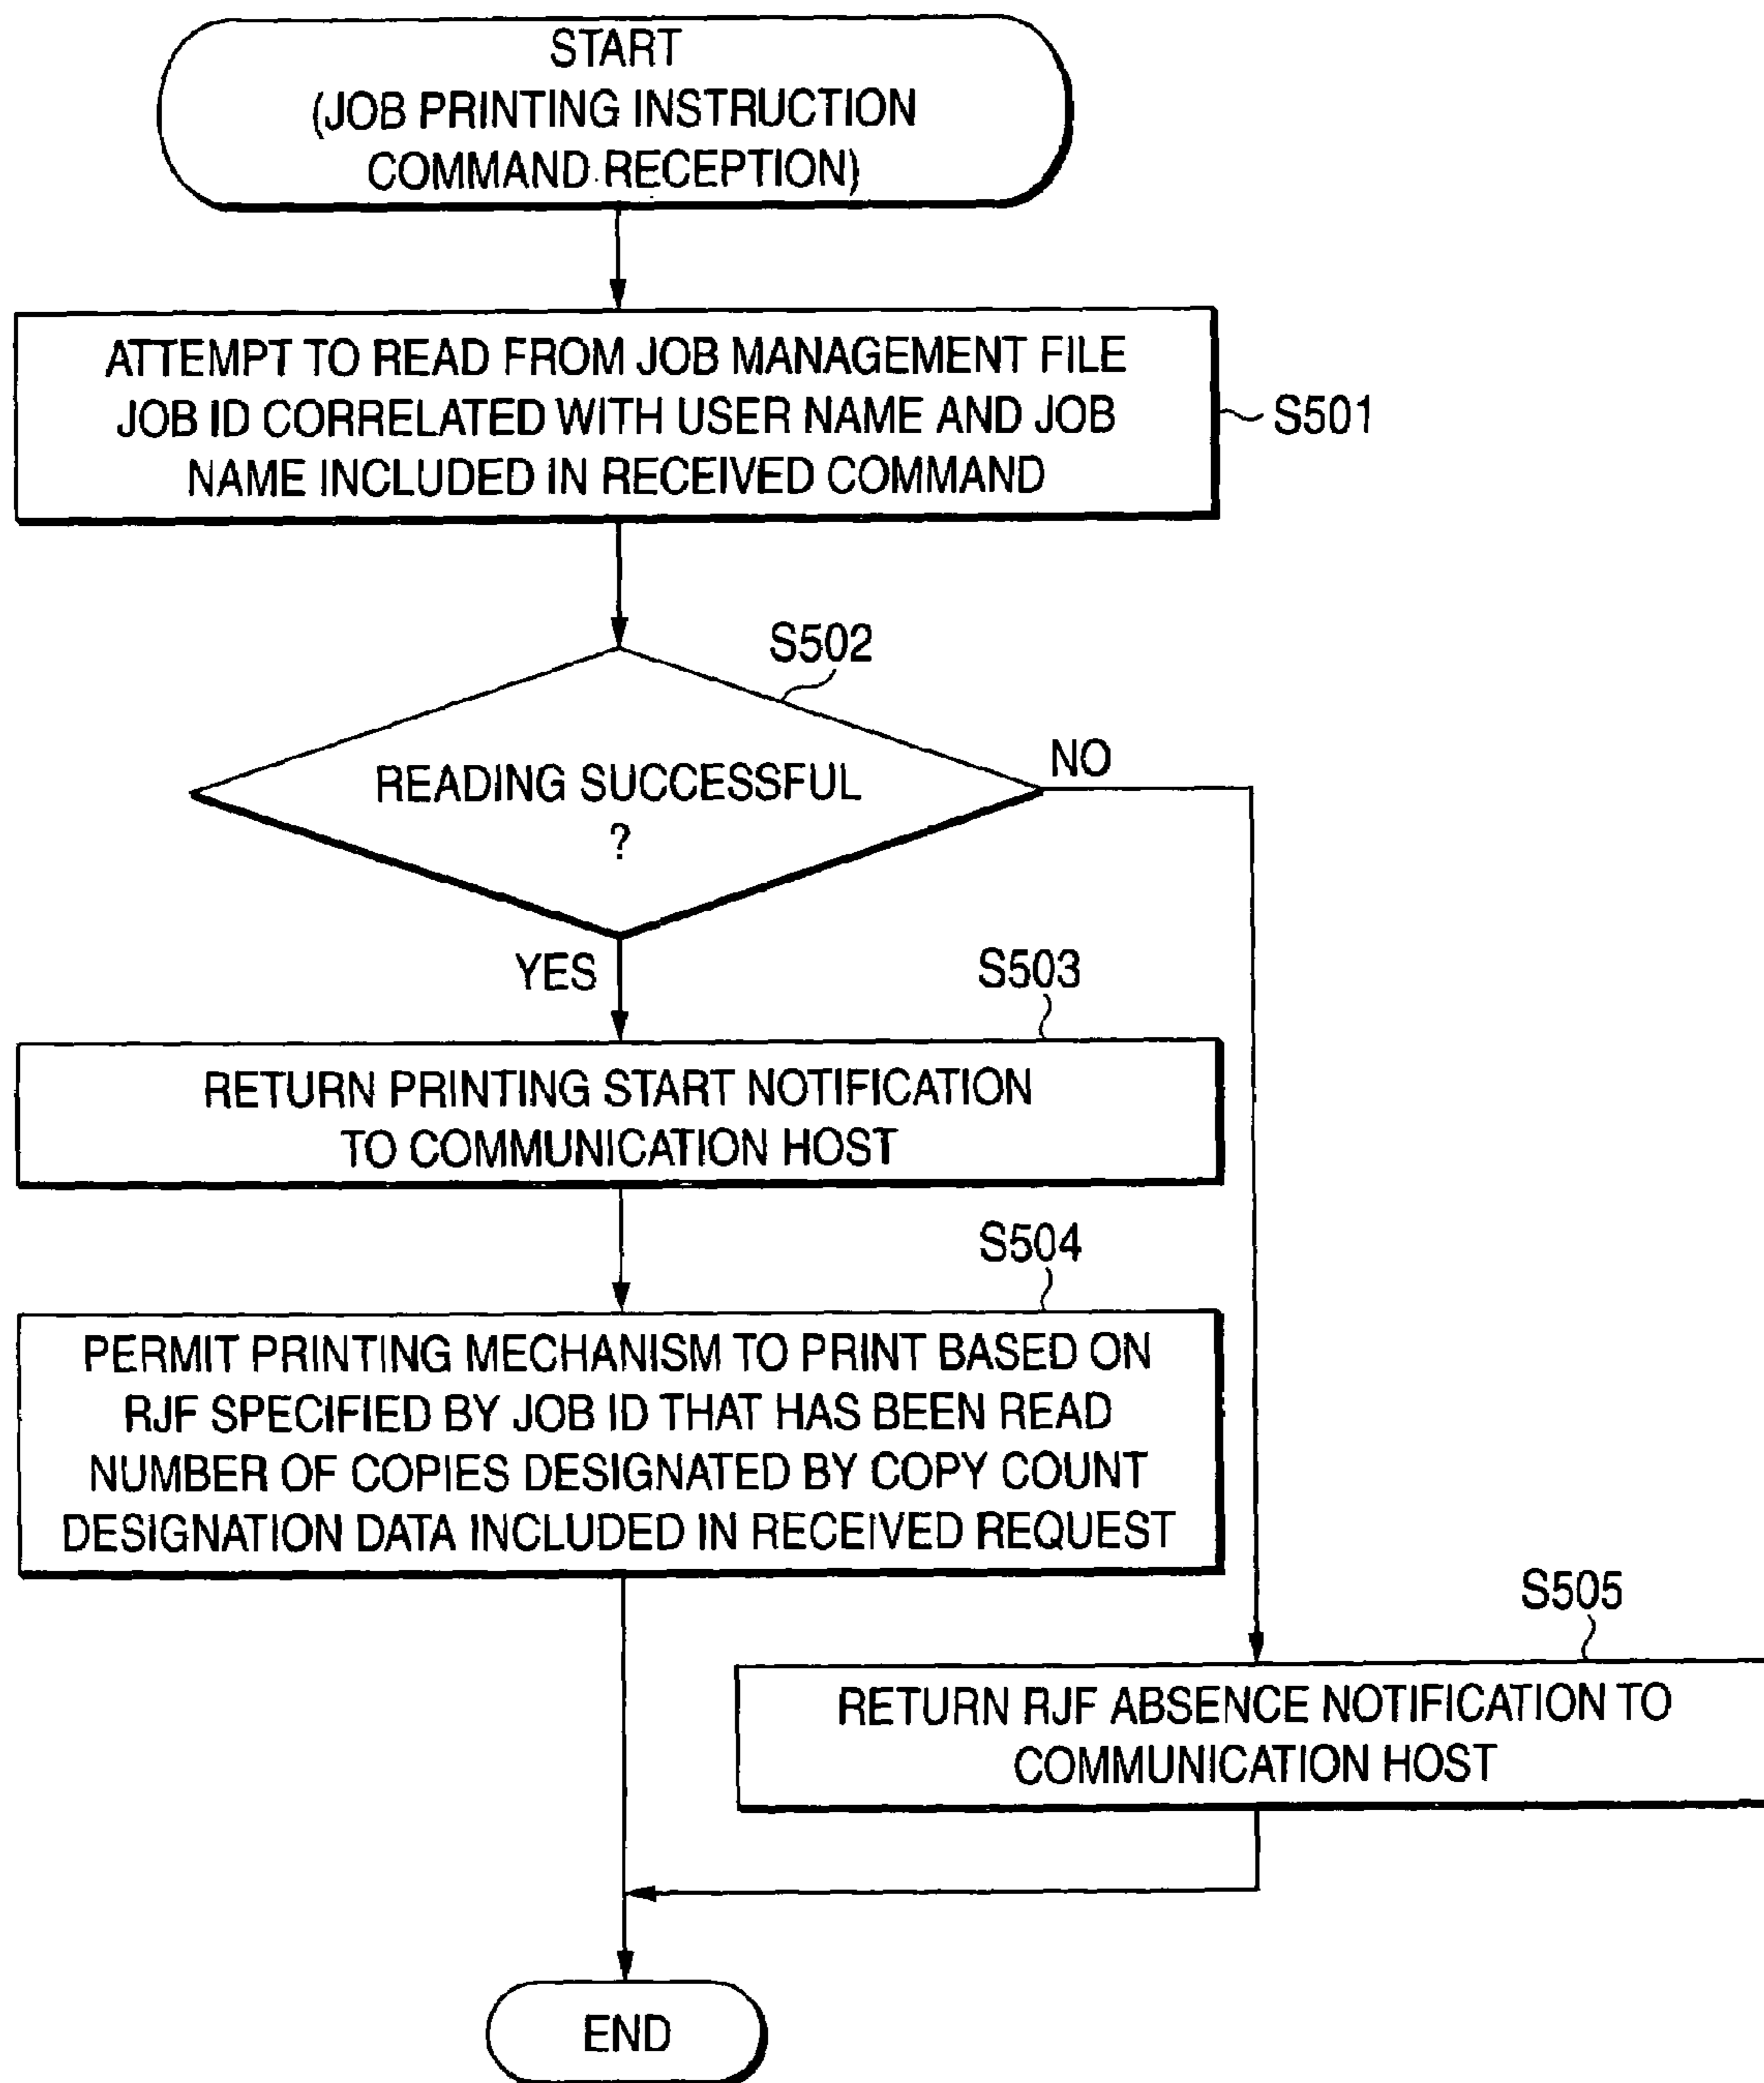 START
(JOB PRINTING INSTRUCTION
COMMAND RECEPTION)
ATTEMPT TO READ FROM JOB MANAGEMENT FILE
JOB ID CORRELATED WITH USER NAME AND JOB
NAME INCLUDED IN RECEIVED COMMAND
S501
S502
READING SUCCESSFUL
?
NO
YES
S503
RETURN PRINTING START NOTIFICATION
TO COMMUNICATION HOST
S504
PERMIT PRINTING MECHANISM TO PRINT BASED ON
RJF SPECIFIED BY JOB ID THAT HAS BEEN READ
NUMBER OF COPIES DESIGNATED BY COPY COUNT
DESIGNATION DATA INCLUDED IN RECEIVED REQUEST
S505
RETURN RJF ABSENCE NOTIFICATION TO
COMMUNICATION HOST
END